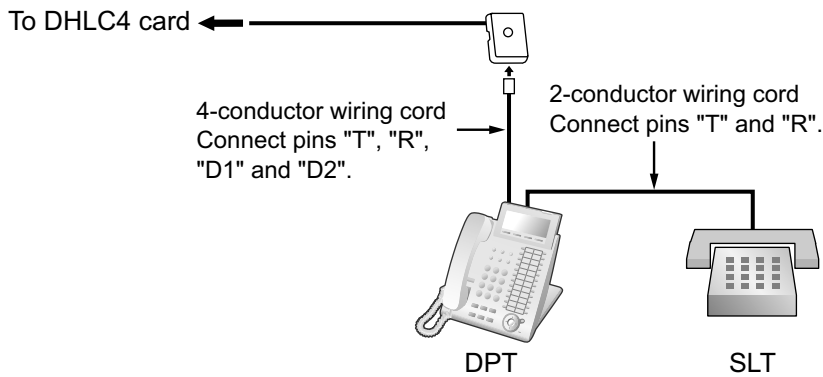 To DHLC4 card
4-conductor wiring cord
Connect pins "T", "R",
"D1" and "D2".
2-conductor wiring cord
Connect pins "T" and "R".
DPT
SLT